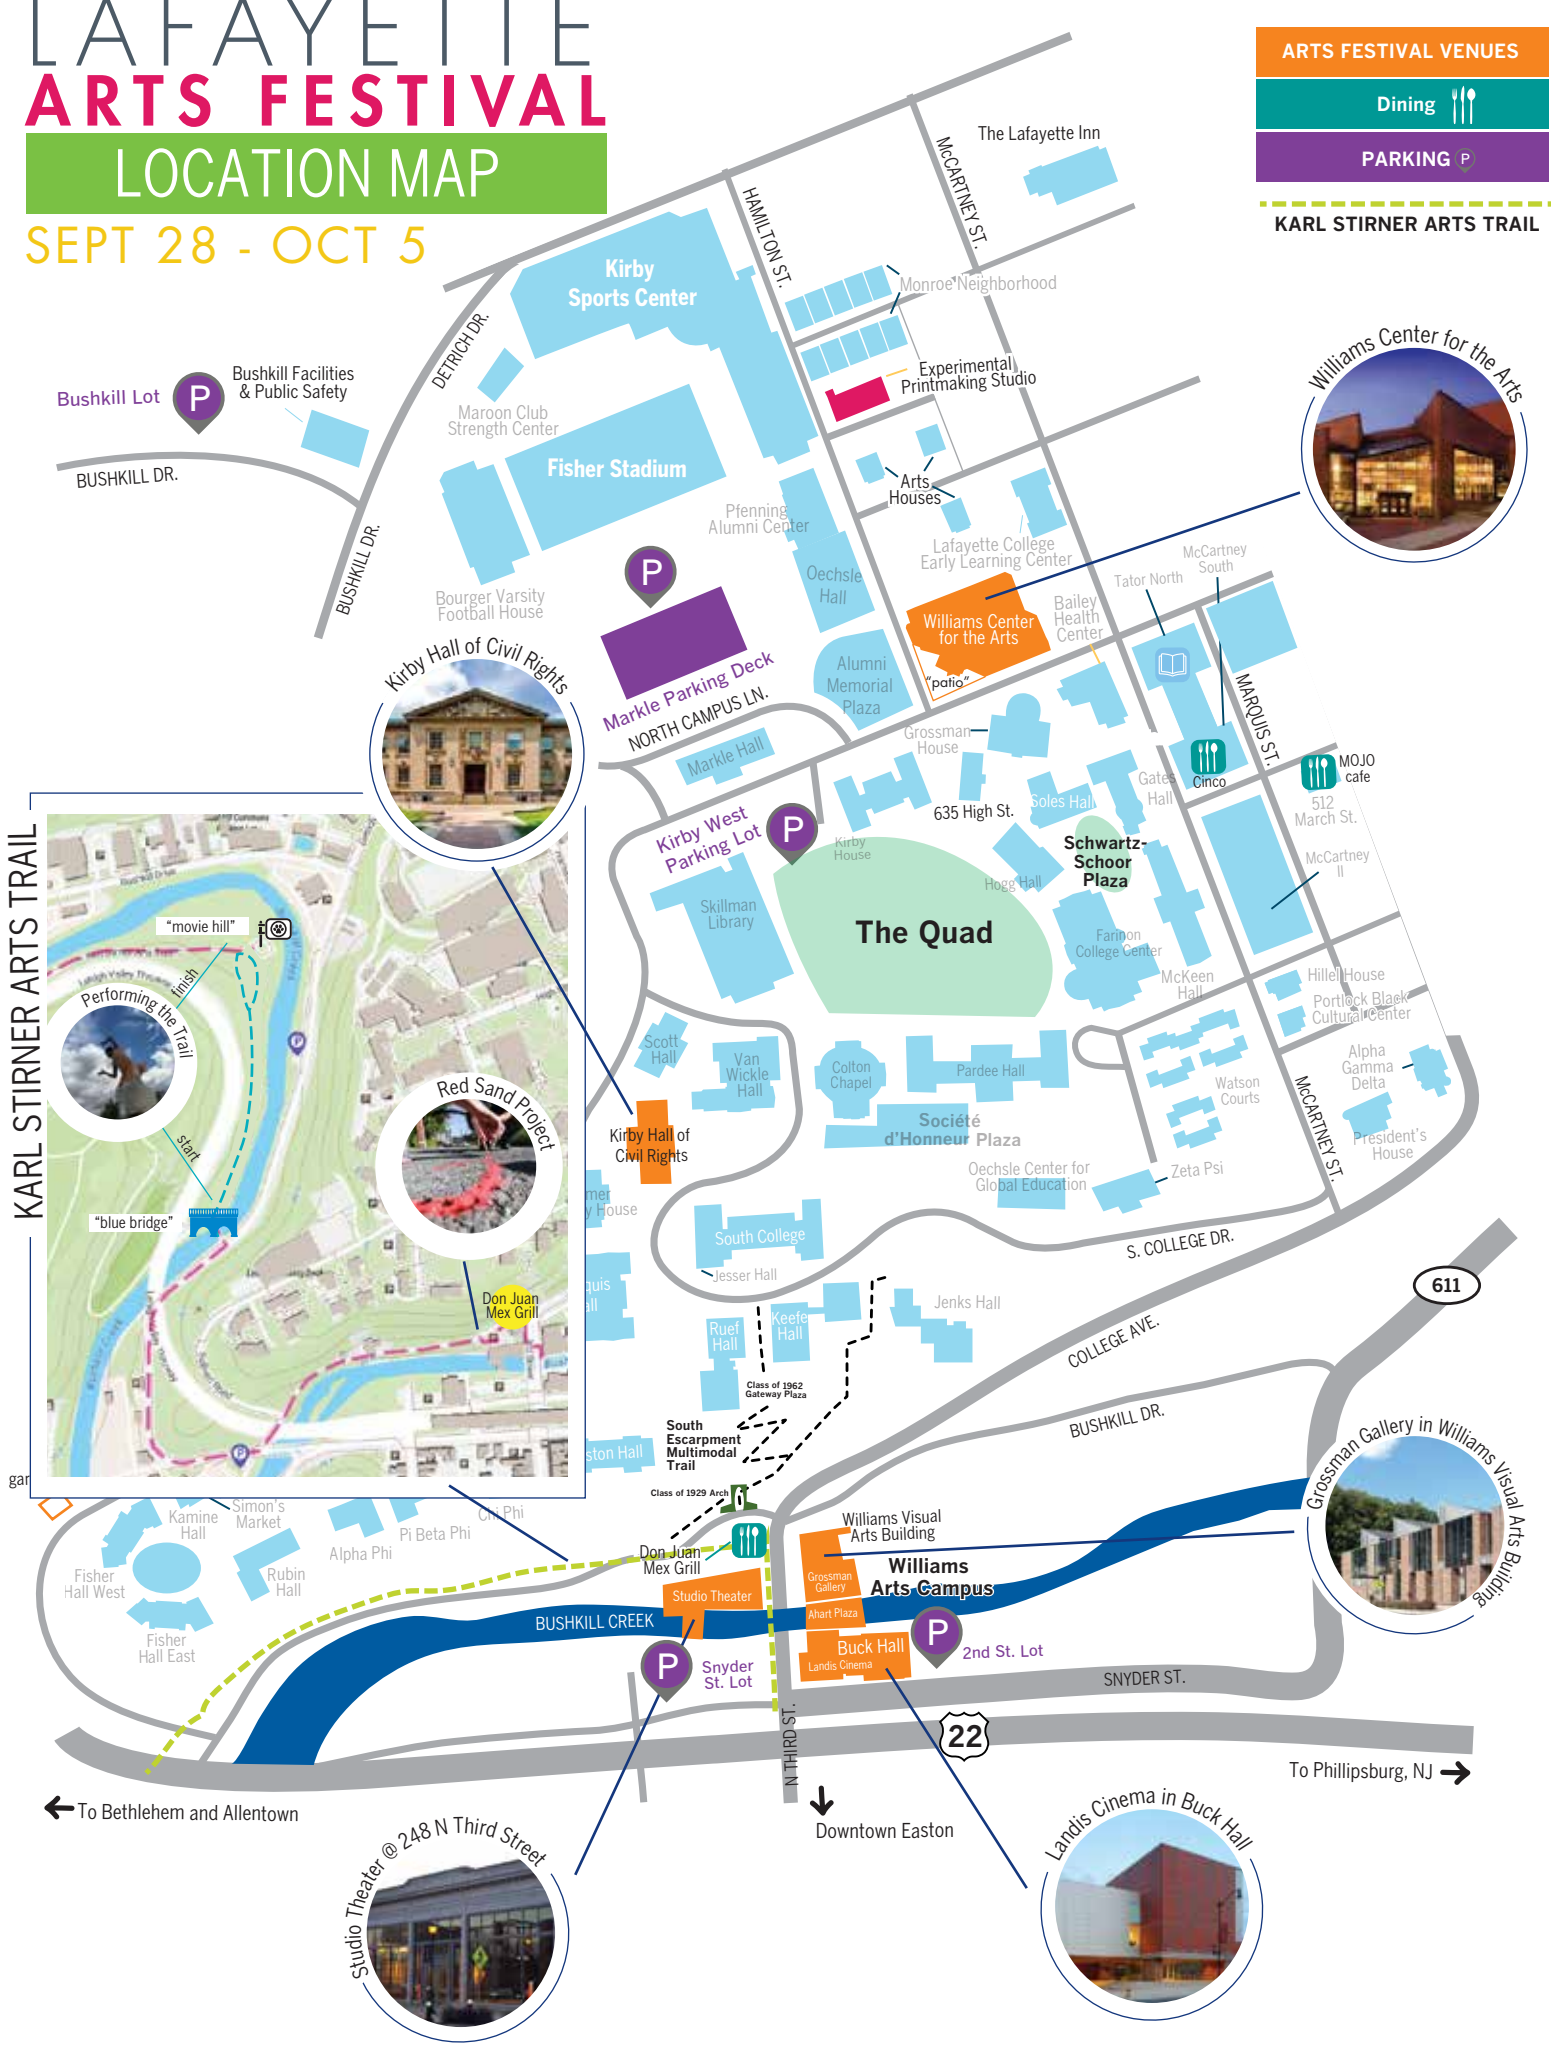 LAFAYETTE
ARTS FESTIVAL
LOCATION MAP
SEPT 28 - OCT 5
ARTS FESTIVAL VENUES
Dining
PARKING P
KARL STIRNER ARTS TRAIL
The Lafayette Inn
McCARTNEY ST.
HAMILTON ST.
Kirby
Sports Center
Monroe Neighborhood
DETRICH DR.
Experimental
Printmaking Studio
Williams Center for the Arts
Bushkill Lot
P
Bushkill Facilities
& Public Safety
Maroon Club
Strength Center
BUSHKILL DR.
Fisher Stadium
Arts
Houses
Pfenning
Alumni Center
BUSHKILL DR.
Lafayette College
Early Learning Center
McCartney
South
Tator North
P
Oechsle
Hall
Bourger Varsity
Football House
Bailey
Health
Center
Williams Center
for the Arts
"patio"
Kirby Hall of Civil Rights
Markle Parking Deck
NORTH CAMPUS LN.
Alumni
Memorial
Plaza
MARQUIS ST.
Markle Hall
Grossman
House
Cinco
MOJO
cafe
Gates
Hall
512
March St.
Soles Hall
635 High St.
Kirby West
Parking Lot
P
Kirby
House
Schwartz-
Schoor
Plaza
McCartney
II
Hogg Hall
Skillman
Library
The Quad
Farinon
College Center
McKeen
Hall
Hillel House
Portlock Black
Cultural Center
KARL STIRNER ARTS TRAIL
"movie hill"
finish
Performing the Trail
start
P
Red Sand Project
"blue bridge"
Don Juan
Mex Grill
P
Scott
Hall
Van
Wickle
Hall
Colton
Chapel
Pardee Hall
Watson
Courts
Alpha
Gamma
Delta
McCARTNEY ST.
President's
House
Kirby Hall of
Civil Rights
Société
d'Honneur Plaza
Oechsle Center for
Global Education
Zeta Psi
mer
y House
South College
Jesser Hall
S. COLLEGE DR.
611
quis
all
Ruef
Hall
Keefe
Hall
Jenks Hall
COLLEGE AVE.
Class of 1962
Gateway Plaza
BUSHKILL DR.
South
Escarpment
Multimodal
Trail
ston Hall
Class of 1929 Arch
gar
Kamine
Hall
Simon's
Market
Chi Phi
Pi Beta Phi
Alpha Phi
Rubin
Hall
Fisher
Hall West
Fisher
Hall East
Don Juan
Mex Grill
Williams Visual
Arts Building
Williams
Arts Campus
Grossman
Gallery
Studio Theater
Ahart Plaza
BUSHKILL CREEK
Buck Hall
Landis Cinema
P
2nd St. Lot
P
Snyder
St. Lot
SNYDER ST.
N THIRD ST.
22
Grossman Gallery in Williams Visual Arts Building
To Phillipsburg, NJ
To Bethlehem and Allentown
Downtown Easton
Studio Theater @ 248 N Third Street
Landis Cinema in Buck Hall